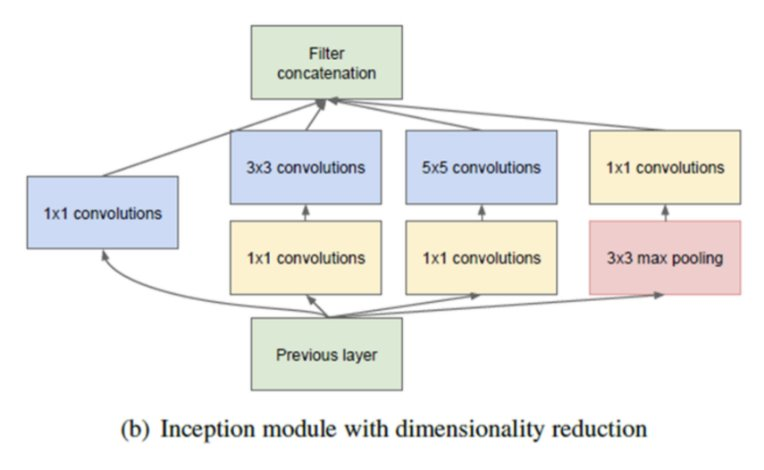 Filter
concatenation
3x3 convolutions
5x5 convolutions
1x1 convolutions
1x1 convolutions
1x1 convolutions
1x1 convolutions
3x3 max pooling
Previous layer
(b) Inception module with dimensionality reduction